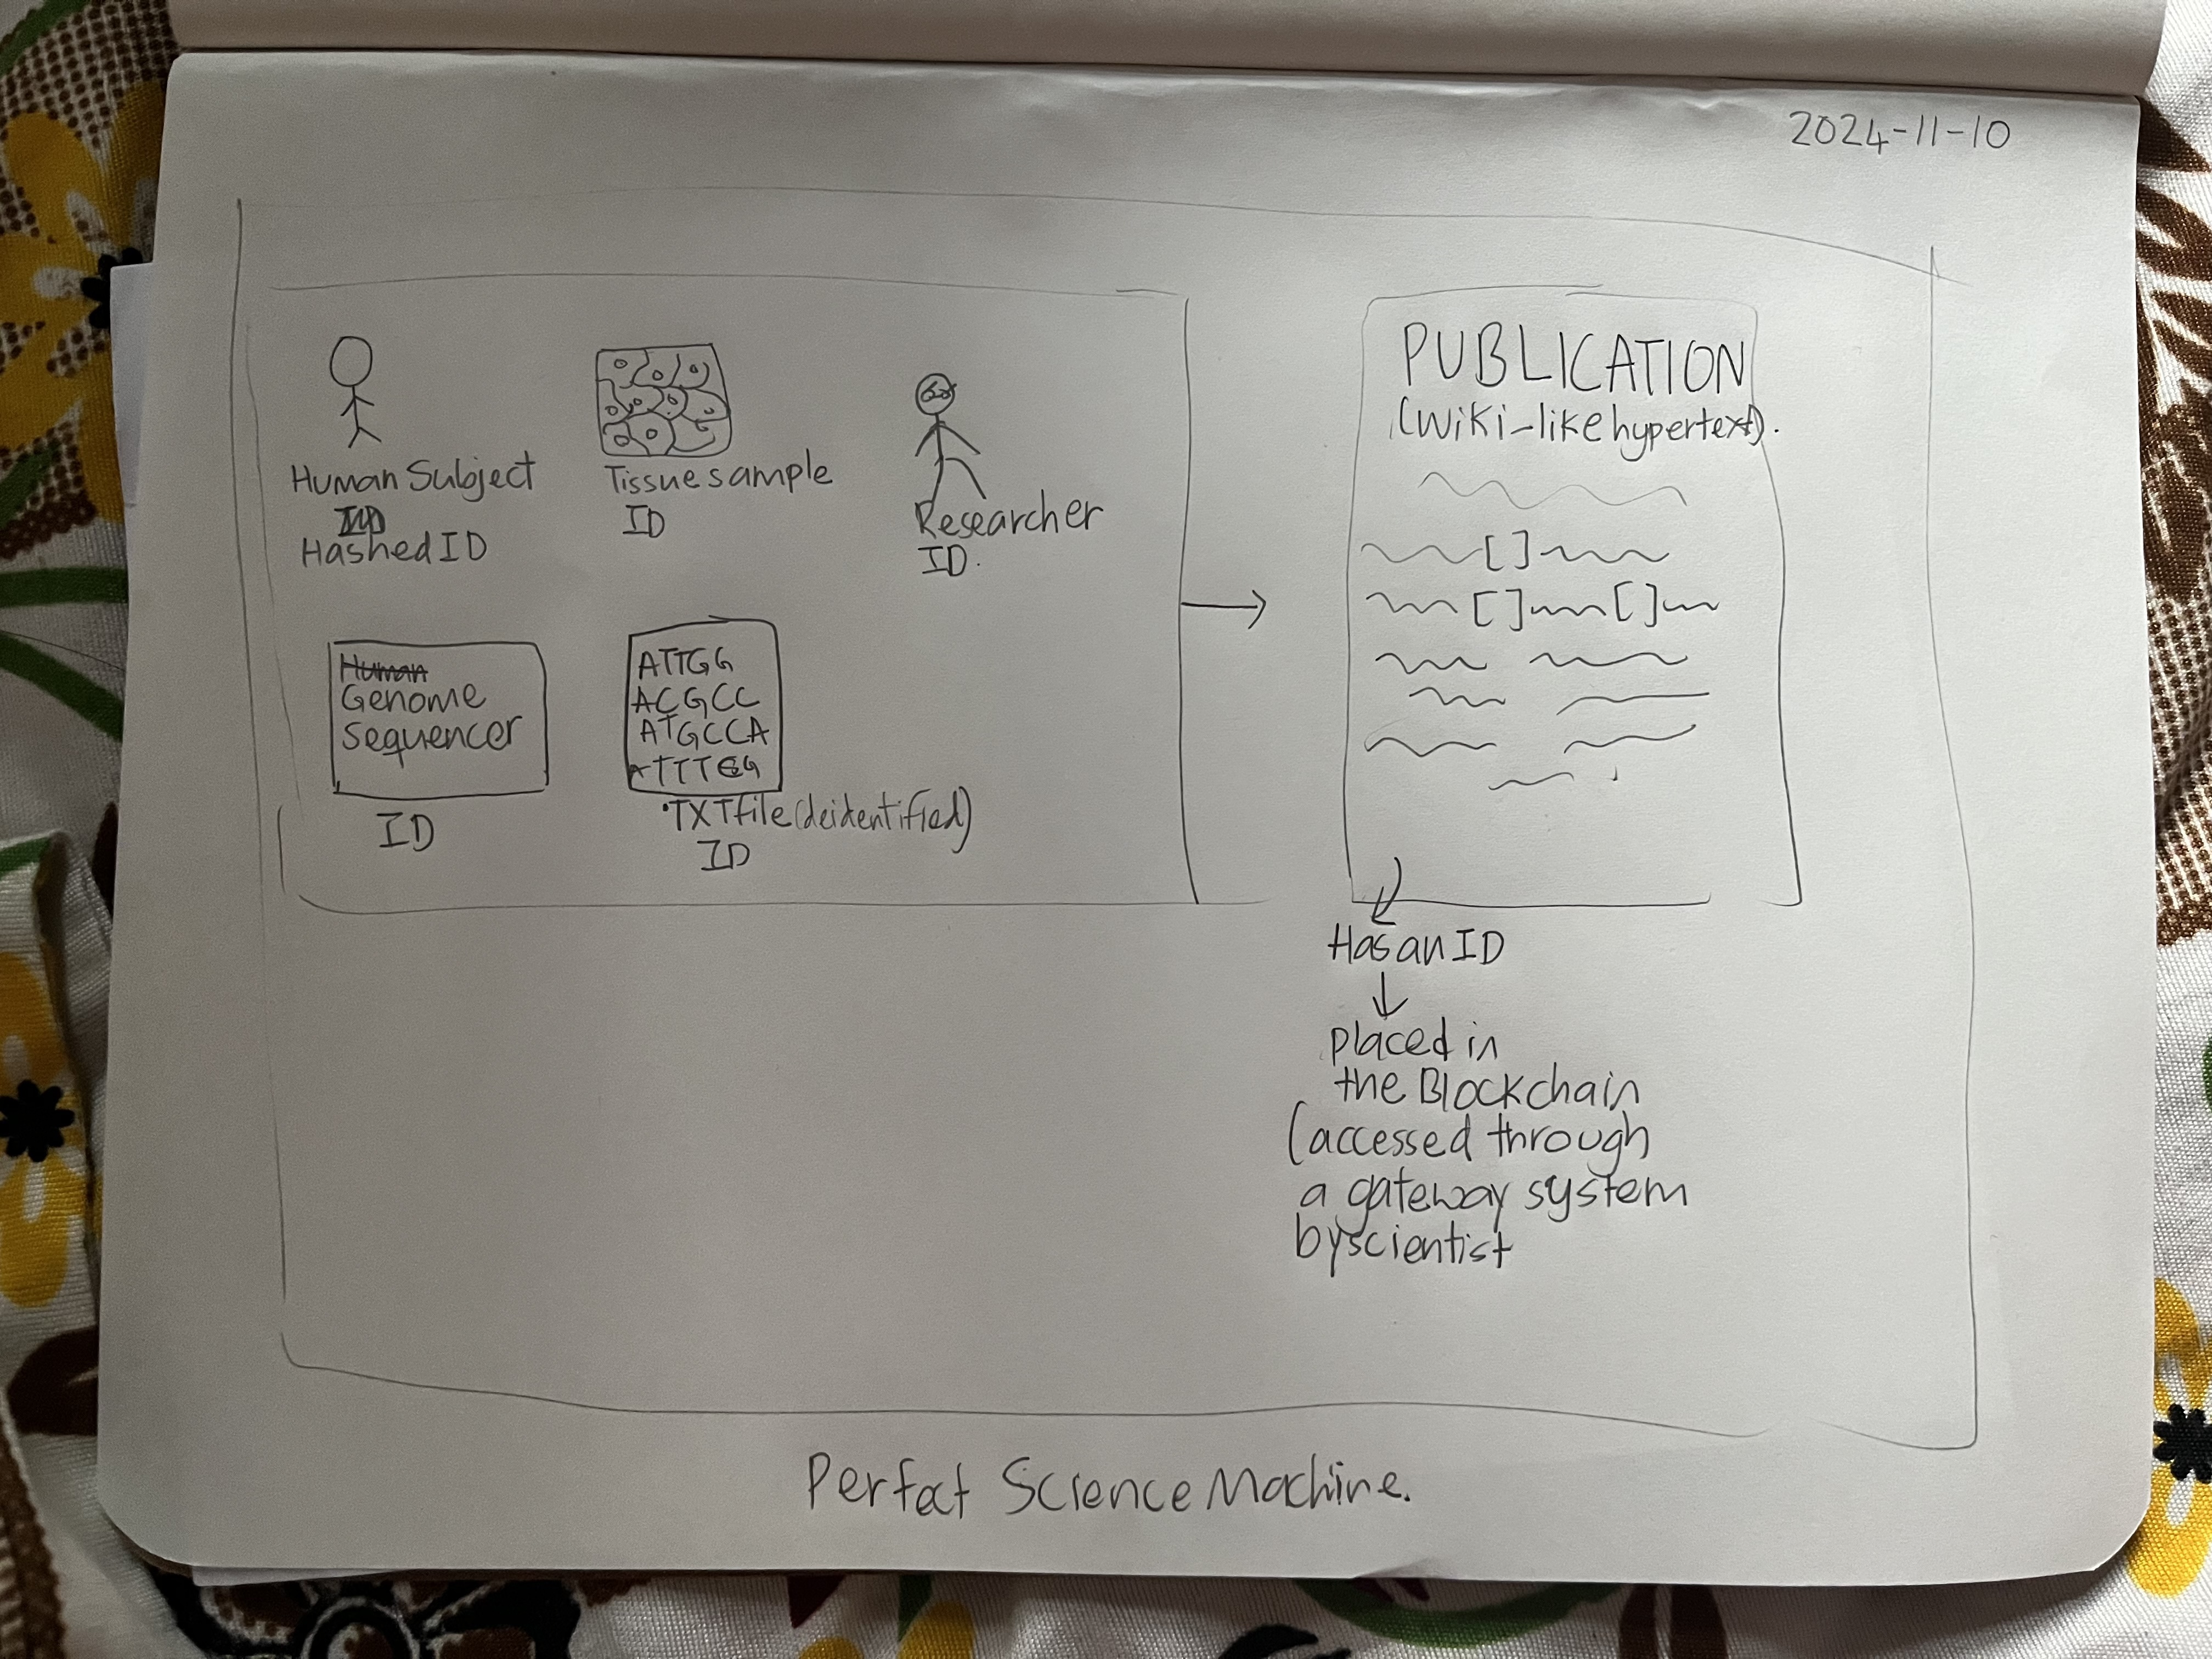 2024-11-10
Human Subject
Hashed ID
Tissue sample
ID
Researcher
ID.
Human
Genome
Sequencer
ID
ATTGG
ACGCC
ATGCCA
.TXT file (deidentified)
ID
PUBLICATION
(wiki-like hypertext).
[ ]
[ ] [ ]
Has an ID
placed in
the Blockchain
(accessed through
a gateway system
by scientist
Perfect Science Machine.